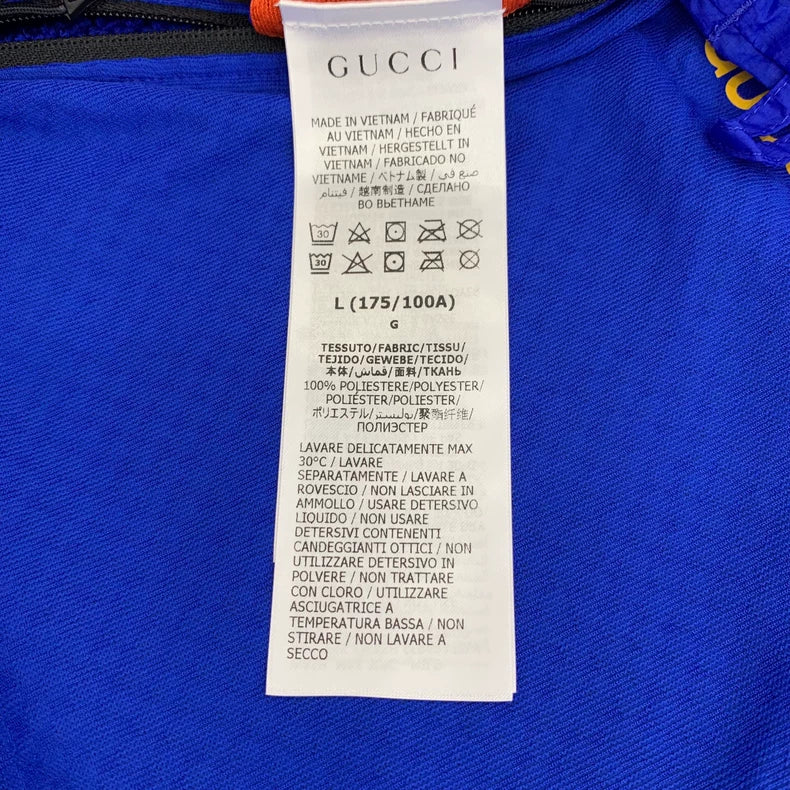 GUCCI
MADE IN VIETNAM / FABRIQUÉ
AU VIETNAM / HECHO EN
VIETNAM / HERGESTELLT IN
VIETNAM / FABRICADO NO
VIETNAME / ベトナム製 / صنع في
فيتنام / 越南制造 / СДЕЛАНО
ВО ВЬЕТНАМЕ
30
30
L (175/100A)
G
TESSUTO/FABRIC/TISSU/
TEJIDO/GEWEBE/TECIDO/
本体/قماش/面料/ТКАНЬ
100% POLIESTERE/POLYESTER/
POLIÉSTER/POLIESTER/
ポリエステル/بوليستر/聚酯纤维/
ПОЛИЭСТЕР
LAVARE DELICATAMENTE MAX
30°C / LAVARE
SEPARATAMENTE / LAVARE A
ROVESCIO / NON LASCIARE IN
AMMOLLO / USARE DETERSIVO
LIQUIDO / NON USARE
DETERSIVI CONTENENTI
CANDEGGIANTI OTTICI / NON
UTILIZZARE DETERSIVO IN
POLVERE / NON TRATTARE
CON CLORO / UTILIZZARE
ASCIUGATRICE A
TEMPERATURA BASSA / NON
STIRARE / NON LAVARE A
SECCO